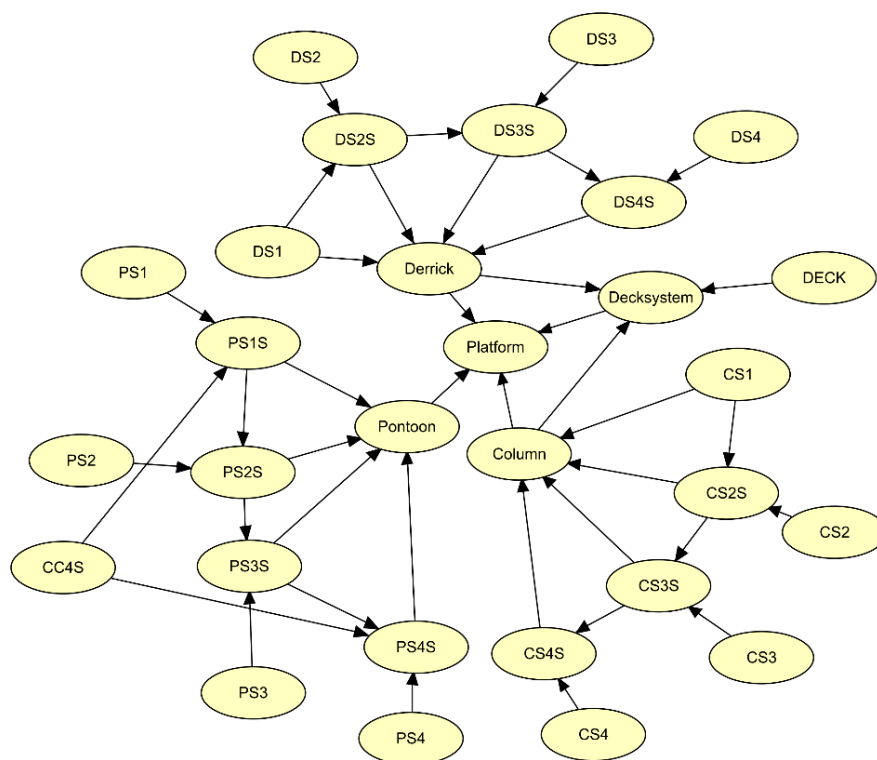 DS3
DS2
DS3S
DS4
DS2S
DS4S
DS1
Derrick
PS1
DECK
Decksystem
PS1S
Platform
CS1
Pontoon
Column
PS2
PS2S
CS2S
CS2
CC4S
PS3S
CS3S
PS4S
CS4S
CS3
PS3
CS4
PS4